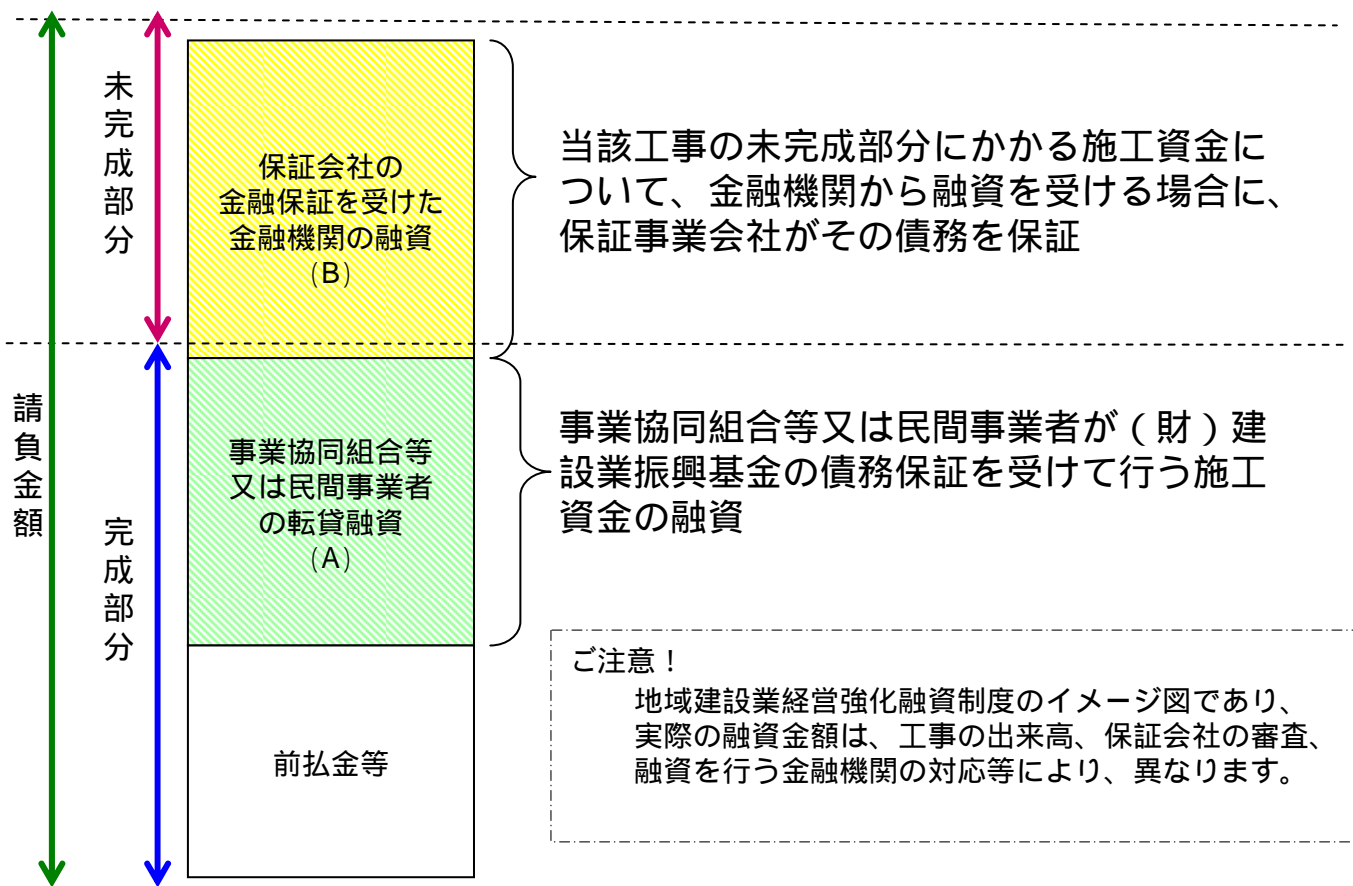 請負金額
未完成部分
完成部分
保証会社の
金融保証を受けた
金融機関の融資
(B)
当該工事の未完成部分にかかる施工資金に
ついて、金融機関から融資を受ける場合に、
保証事業会社がその債務を保証
事業協同組合等
又は民間事業者
の転貸融資
(A)
事業協同組合等又は民間事業者が(財)建
設業振興基金の債務保証を受けて行う施工
資金の融資
前払金等
ご注意!
地域建設業経営強化融資制度のイメージ図であり、
実際の融資金額は、工事の出来高、保証会社の審査、
融資を行う金融機関の対応等により、異なります。